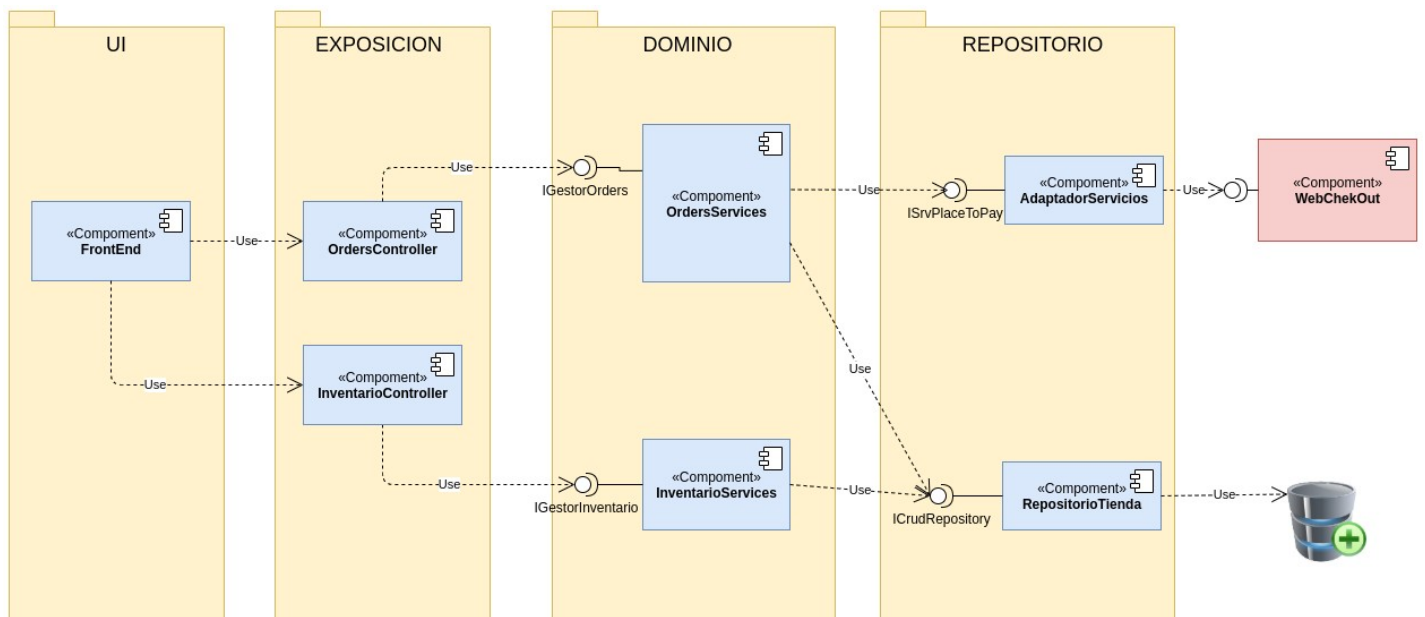 UI
EXPOSICION
DOMINIO
REPOSITORIO
«Compoment»
FrontEnd
Use
Use
«Compoment»
OrdersController
«Compoment»
InventarioController
Use
Use
IGestorOrders
IGestorInventario
«Compoment»
OrdersServices
«Compoment»
InventarioServices
Use
Use
Use
ISrvPlaceToPay
ICrudRepository
«Compoment»
AdaptadorServicios
«Compoment»
RepositorioTienda
Use
Use
«Compoment»
WebChekOut